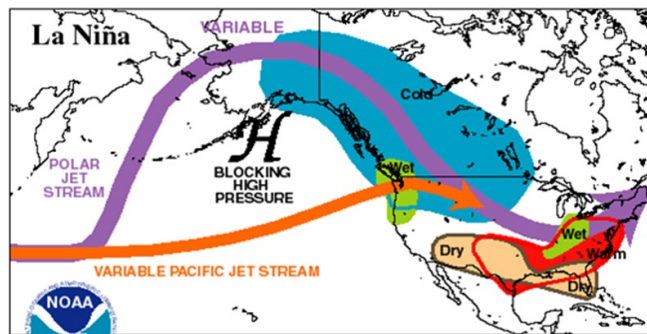 La Niña
VARIABLE
Cold
POLAR JET
STREAM
H
BLOCKING
HIGH
PRESSURE
Wet
VARIABLE PACIFIC JET STREAM
Wet
Dry
Warm
Dry
NOAA